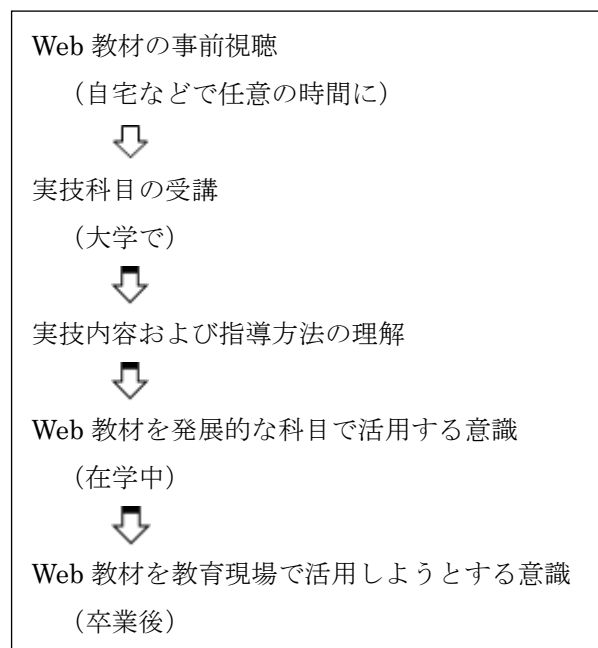 Web 教材の事前視聴
（自宅などで任意の時間に）
実技科目の受講
（大学で）
実技内容および指導方法の理解
Web 教材を発展的な科目で活用する意識
（在学中）
Web 教材を教育現場で活用しようとする意識
（卒業後）